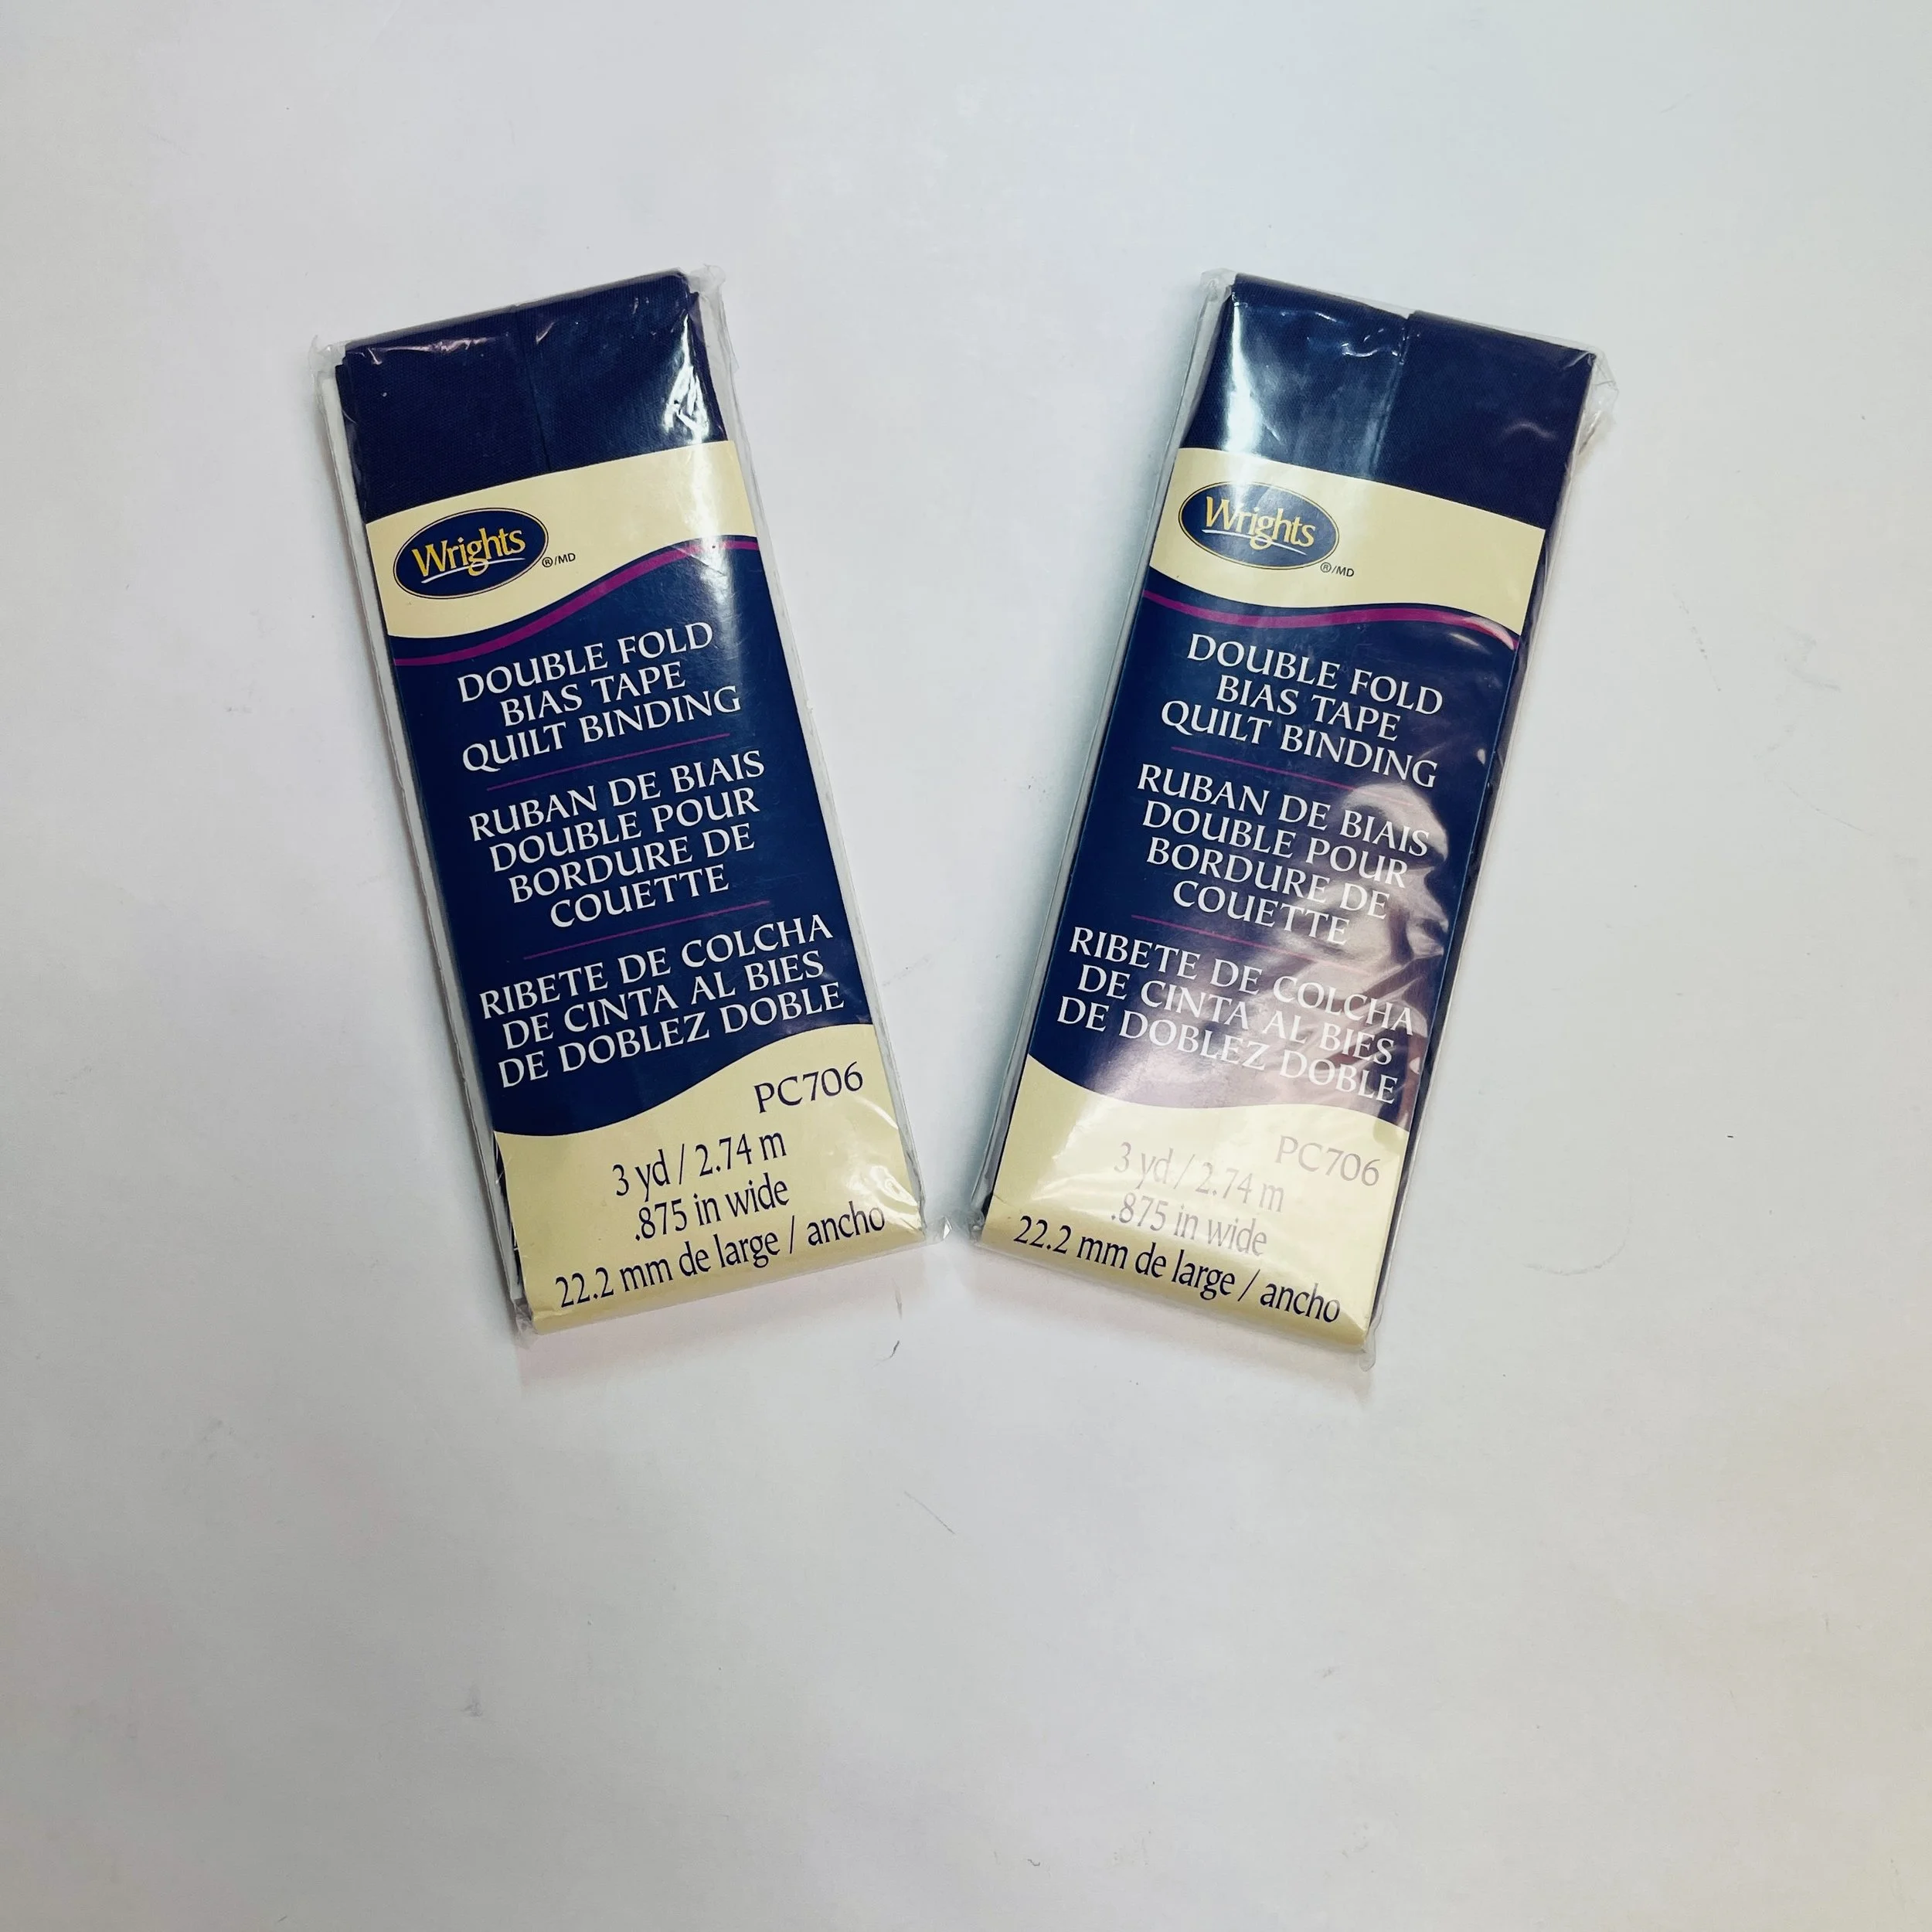 Wrights
®/MD
DOUBLE FOLD
BIAS TAPE
QUILT BINDING
RUBAN DE BIAIS
DOUBLE POUR
BORDURE DE
COUETTE
RIBETE DE COLCHA
DE CINTA AL BIES
DE DOBLEZ DOBLE
PC706
3 yd / 2.74 m
.875 in wide
22.2 mm de large / ancho
Wrights
®/MD
DOUBLE FOLD
BIAS TAPE
QUILT BINDING
RUBAN DE BIAIS
DOUBLE POUR
BORDURE DE
COUETTE
RIBETE DE COLCHA
DE CINTA AL BIES
DE DOBLEZ DOBLE
PC706
3 yd / 2.74 m
.875 in wide
22.2 mm de large / ancho